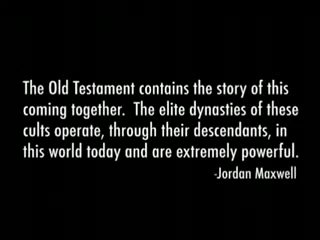 The Old Testament contains the story of this
coming together.  The elite dynasties of these
cults operate, through their descendants, in
this world today and are extremely powerful.
-Jordan Maxwell